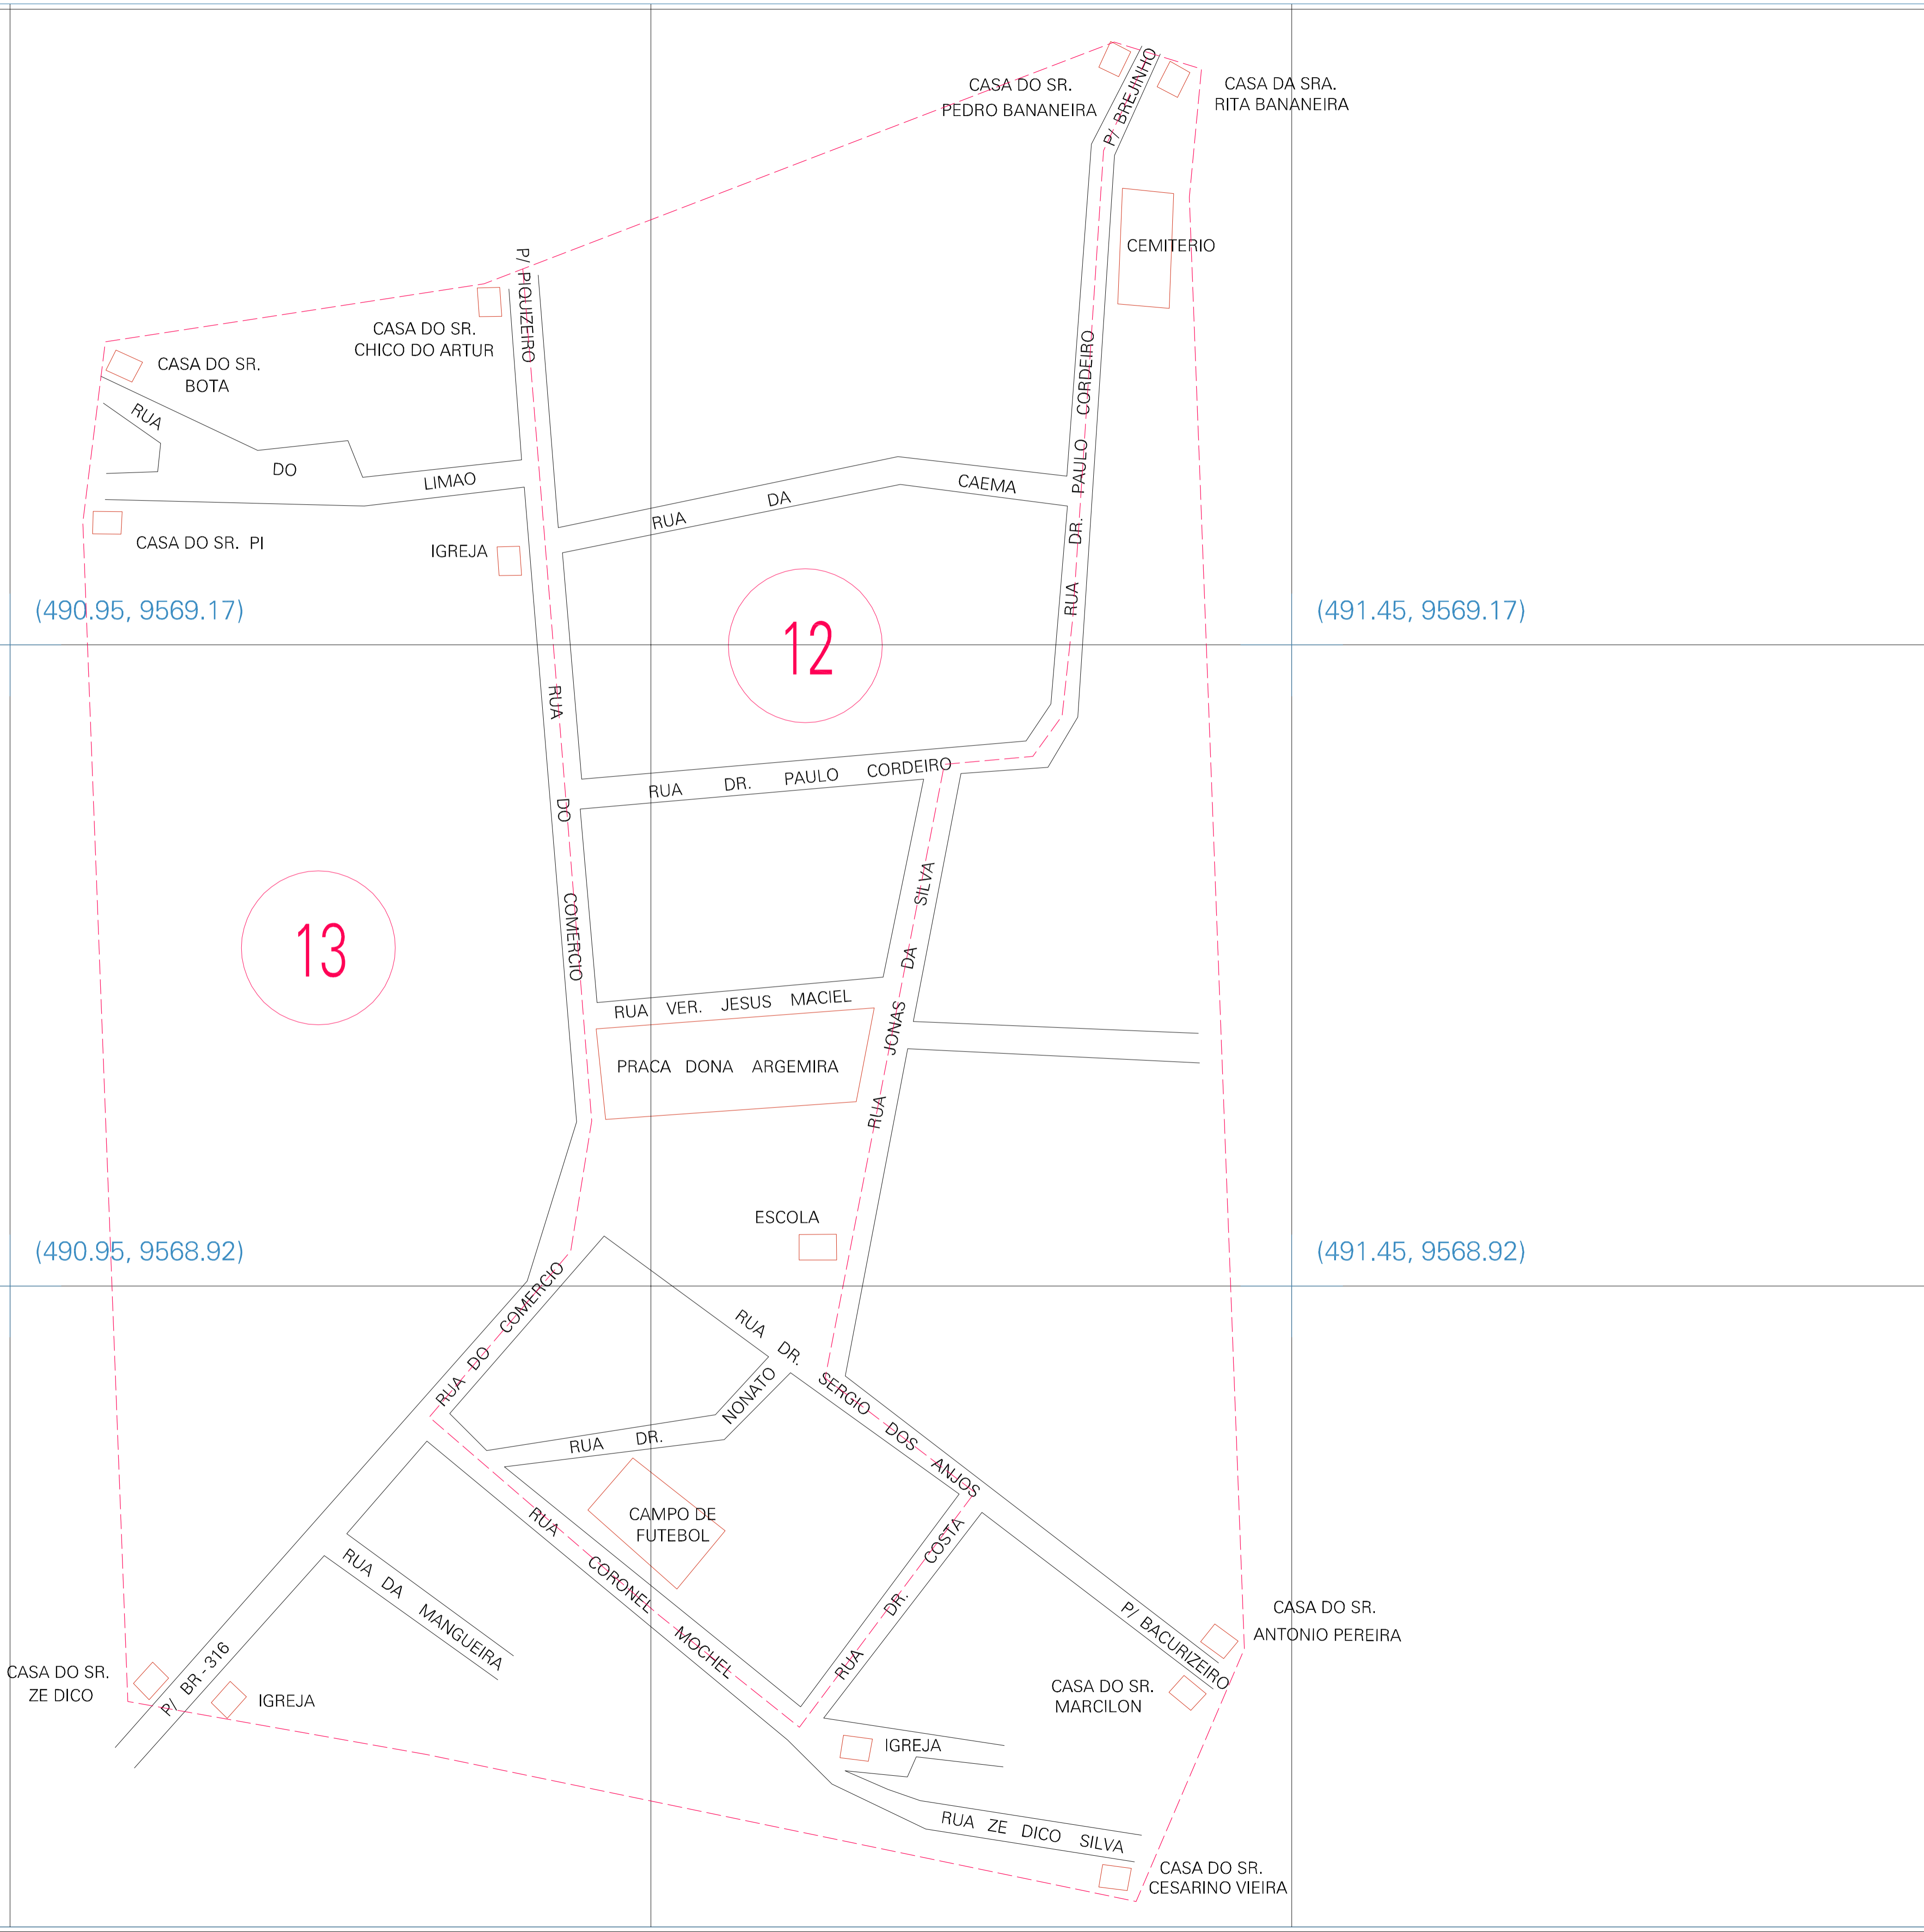 CASA DO SR.
PEDRO BANANEIRA
P/ BREJINHO
CASA DA SRA.
RITA BANANEIRA
CEMITERIO
P/ PIQUIZEIRO
CASA DO SR.
CHICO DO ARTUR
CASA DO SR.
BOTA
RUA DO LIMAO
CASA DO SR. PI
IGREJA
RUA DA CAEMA
RUA DR. PAULO CORDEIRO
(490.95, 9569.17)
(491.45, 9569.17)
12
RUA DO COMERCIO
RUA DR. PAULO CORDEIRO
13
RUA JONAS DA SILVA
RUA VER. JESUS MACIEL
PRACA DONA ARGEMIRA
ESCOLA
(490.95, 9568.92)
(491.45, 9568.92)
RUA DO COMERCIO
RUA DR. SERGIO DOS ANJOS
RUA DR. NONATO
CAMPO DE
FUTEBOL
RUA CORONEL MOCHEL
RUA DR. COSTA
RUA DA MANGUEIRA
P/ BACURIZEIRO
CASA DO SR.
ANTONIO PEREIRA
CASA DO SR.
MARCILON
CASA DO SR.
ZE DICO
P/ BR-316
IGREJA
IGREJA
RUA ZE DICO SILVA
CASA DO SR.
CESARINO VIEIRA